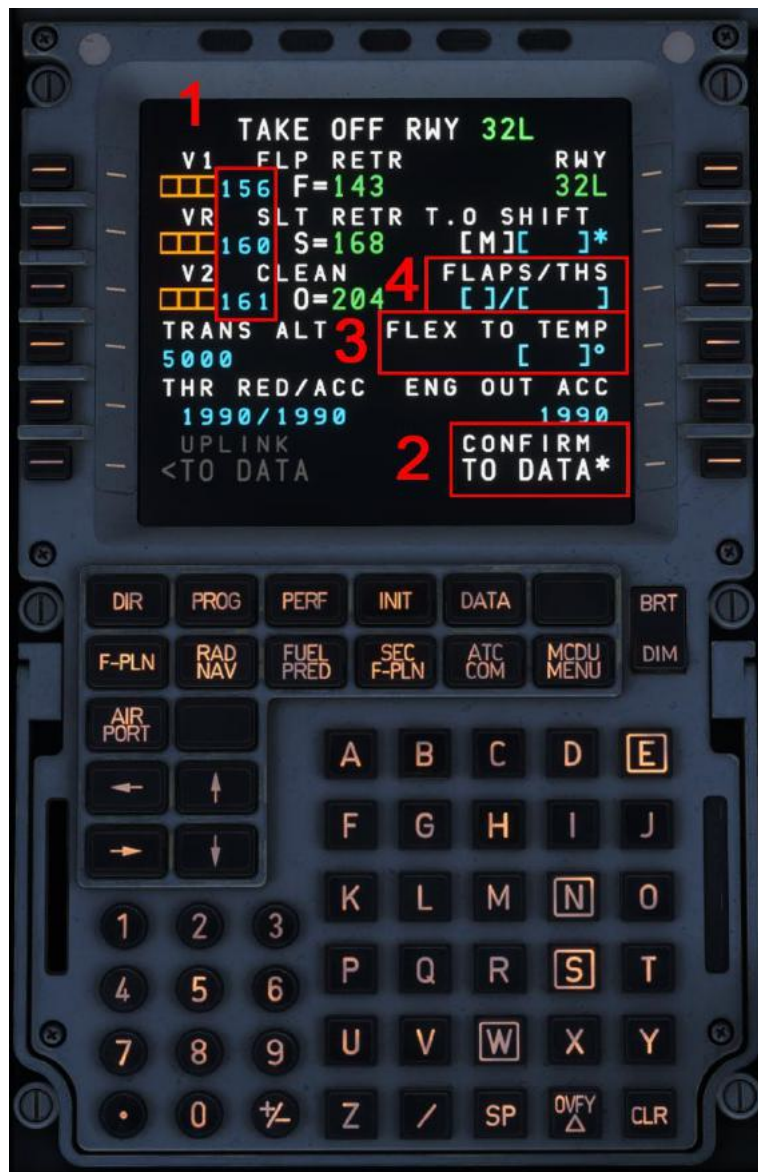 1
TAKE OFF RWY 32L
V1 FLP RETR RWY
156 F=143 32L
VR SLT RETR T.O SHIFT
160 S=168 [M][ ]*
V2 CLEAN 4 FLAPS/THS
161 O=204 [ ]/[ ]
TRANS ALT 3 FLEX TO TEMP
5000 [ ]°
THR RED/ACC ENG OUT ACC
1990/1990 1990
UPLINK 2 CONFIRM
<TO DATA TO DATA*
DIR PROG PERF INIT DATA BRT
F-PLN RAD NAV FUEL PRED SEC F-PLN ATC COM MCDU MENU DIM
AIR PORT
← ↑
→ ↓
A B C D E
F G H I J
K L M N O
P Q R S T
U V W X Y
Z / SP OVFY △ CLR
1 2 3
4 5 6
7 8 9
. 0 +/-